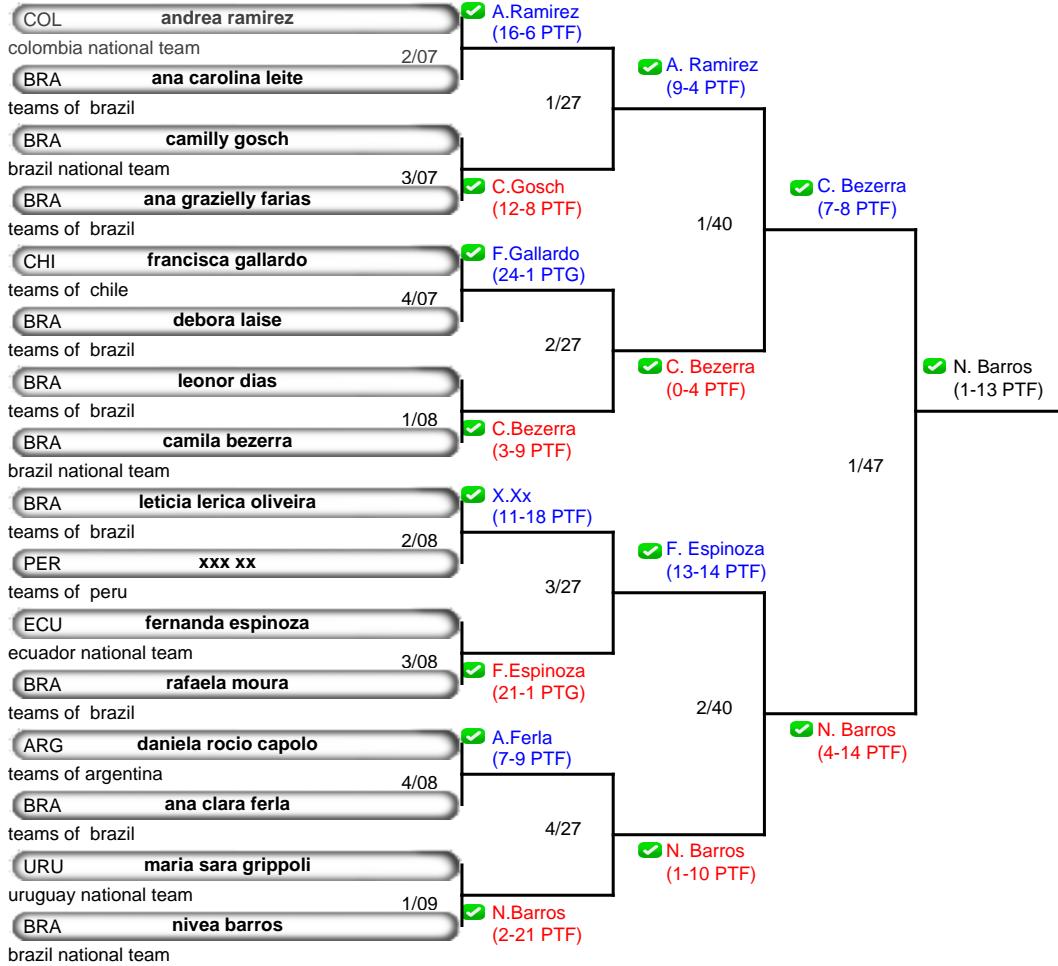 COL andrea ramirez
colombia national team
2/07
BRA ana carolina leite
teams of  brazil
A.Ramirez
(16-6 PTF)
BRA camilly gosch
brazil national team
3/07
BRA ana grazielly farias
teams of  brazil
C.Gosch
(12-8 PTF)
1/27
A. Ramirez
(9-4 PTF)
CHI francisca gallardo
teams of  chile
4/07
BRA debora laise
teams of  brazil
F.Gallardo
(24-1 PTG)
BRA leonor dias
teams of  brazil
1/08
BRA camila bezerra
brazil national team
C.Bezerra
(3-9 PTF)
2/27
C. Bezerra
(0-4 PTF)
1/40
C. Bezerra
(7-8 PTF)
BRA leticia lerica oliveira
teams of  brazil
2/08
PER xxx xx
teams of  peru
X.Xx
(11-18 PTF)
ECU fernanda espinoza
ecuador national team
3/08
BRA rafaela moura
teams of  brazil
F.Espinoza
(21-1 PTG)
3/27
F. Espinoza
(13-14 PTF)
ARG daniela rocio capolo
teams of argentina
4/08
BRA ana clara ferla
teams of  brazil
A.Ferla
(7-9 PTF)
URU maria sara grippoli
uruguay national team
1/09
BRA nivea barros
brazil national team
N.Barros
(2-21 PTF)
4/27
N. Barros
(1-10 PTF)
2/40
N. Barros
(4-14 PTF)
1/47
N. Barros
(1-13 PTF)